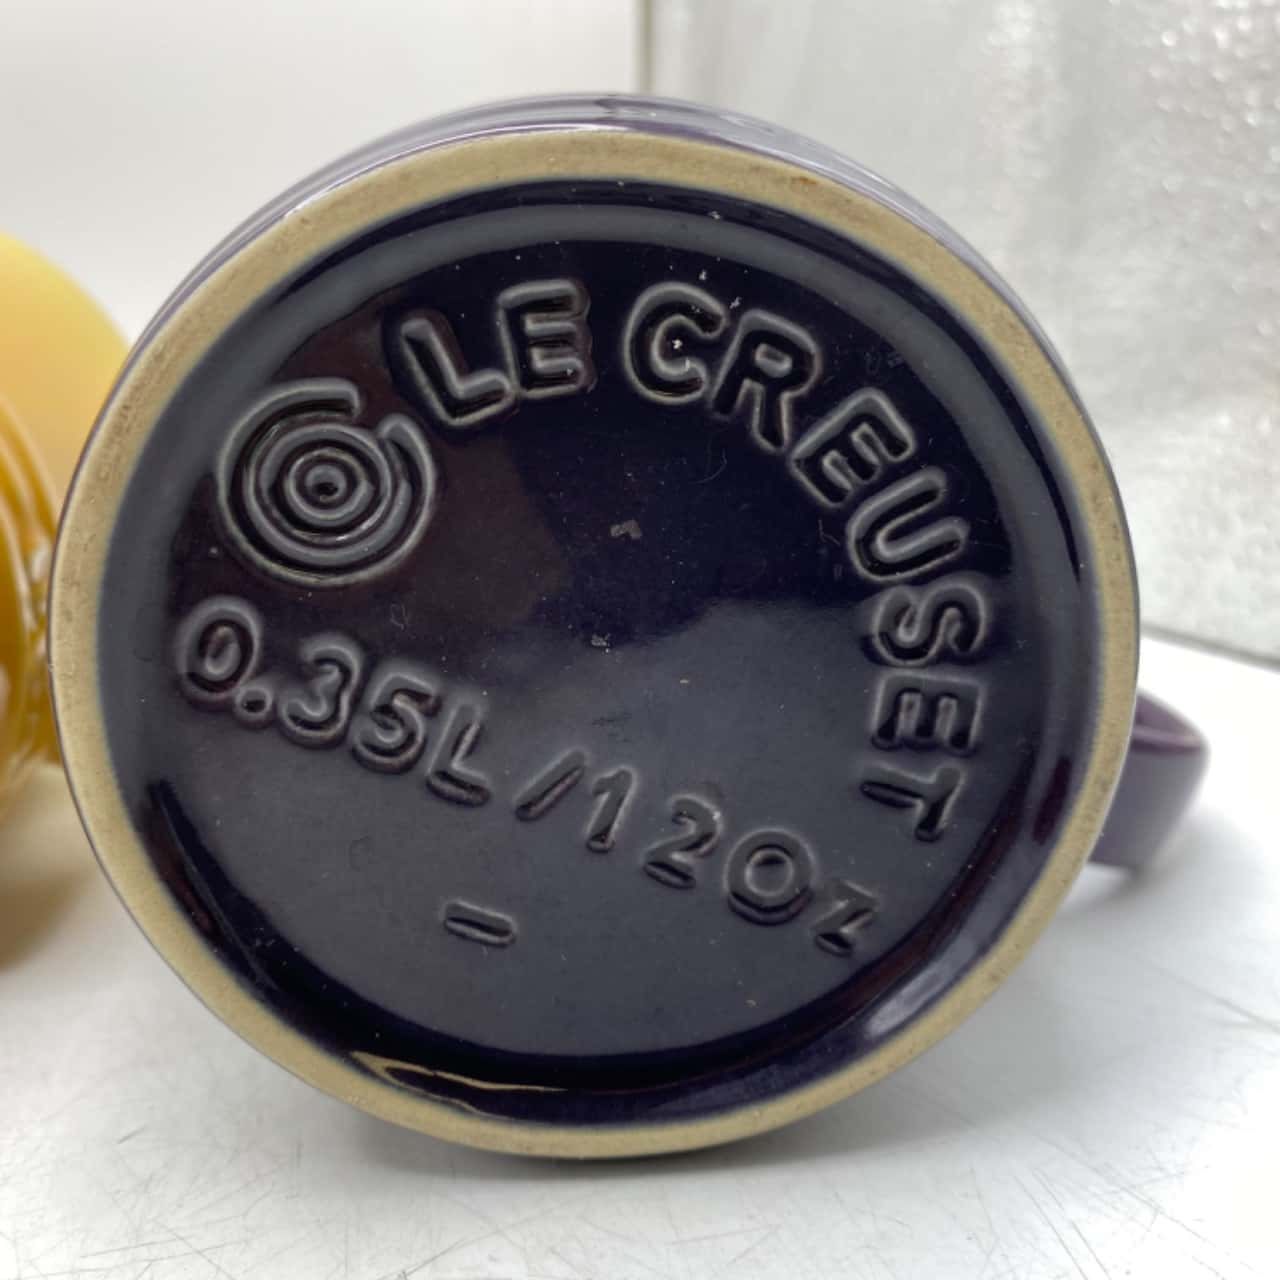 LE CREUSET
0.35L/12OZ
-